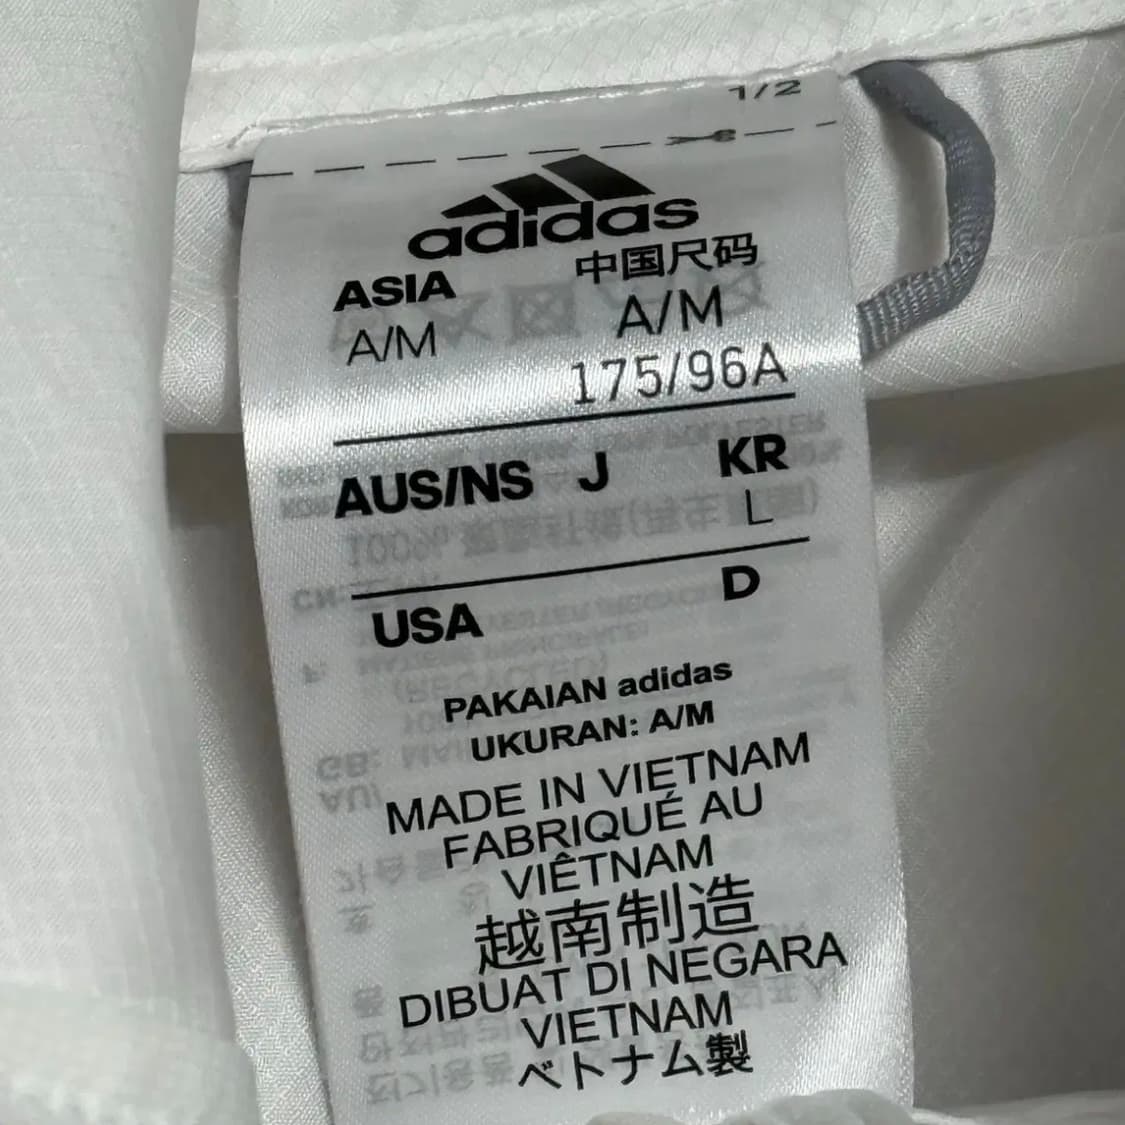 1/2
adidas
ASIA 中国尺码
A/M A/M
175/96A
AUS/NS J KR
L
USA D
PAKAIAN adidas
UKURAN: A/M
MADE IN VIETNAM
FABRIQUÉ AU
VIÊTNAM
越南制造
DIBUAT DI NEGARA
VIETNAM
ベトナム製